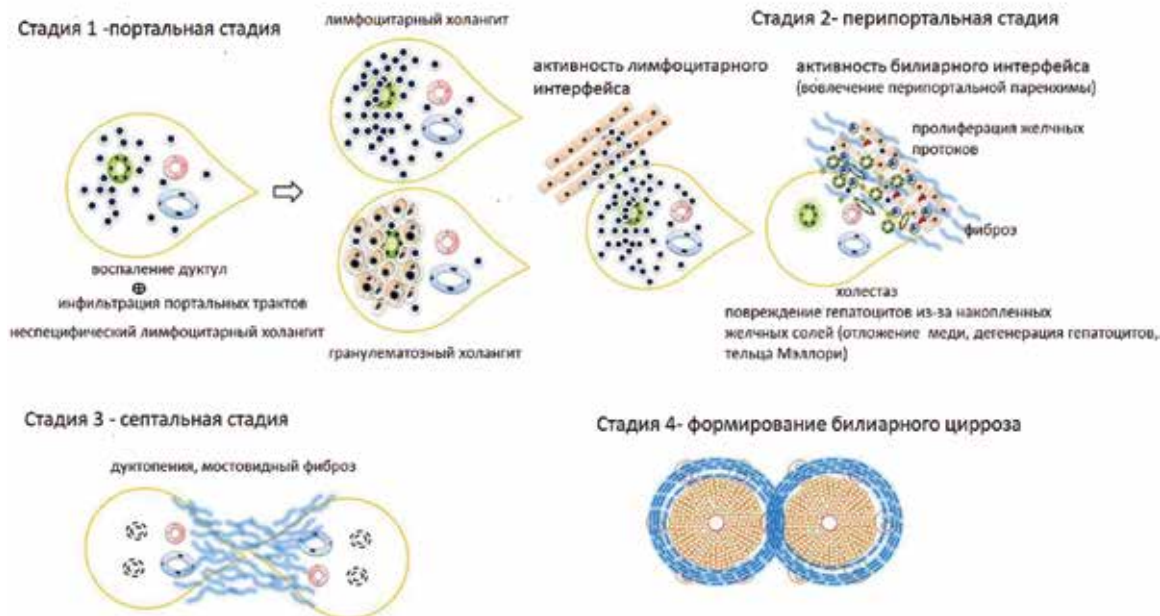 Стадия 1 -портальная стадия
лимфоцитарный холангит
воспаление дуктул
⊕
инфильтрация портальных трактов
неспецифический лимфоцитарный холангит
гранулематозный холангит
Стадия 2- перипортальная стадия
активность лимфоцитарного
интерфейса
активность билиарного интерфейса
(вовлечение перипортальной паренхимы)
пролиферация желчных
протоков
фиброз
холестаз
повреждение гепатоцитов из-за накопленных
желчных солей (отложение меди, дегенерация гепатоцитов,
тельца Мэллори)
Стадия 3 - септальная стадия
дуктопения, мостовидный фиброз
Стадия 4- формирование билиарного цирроза